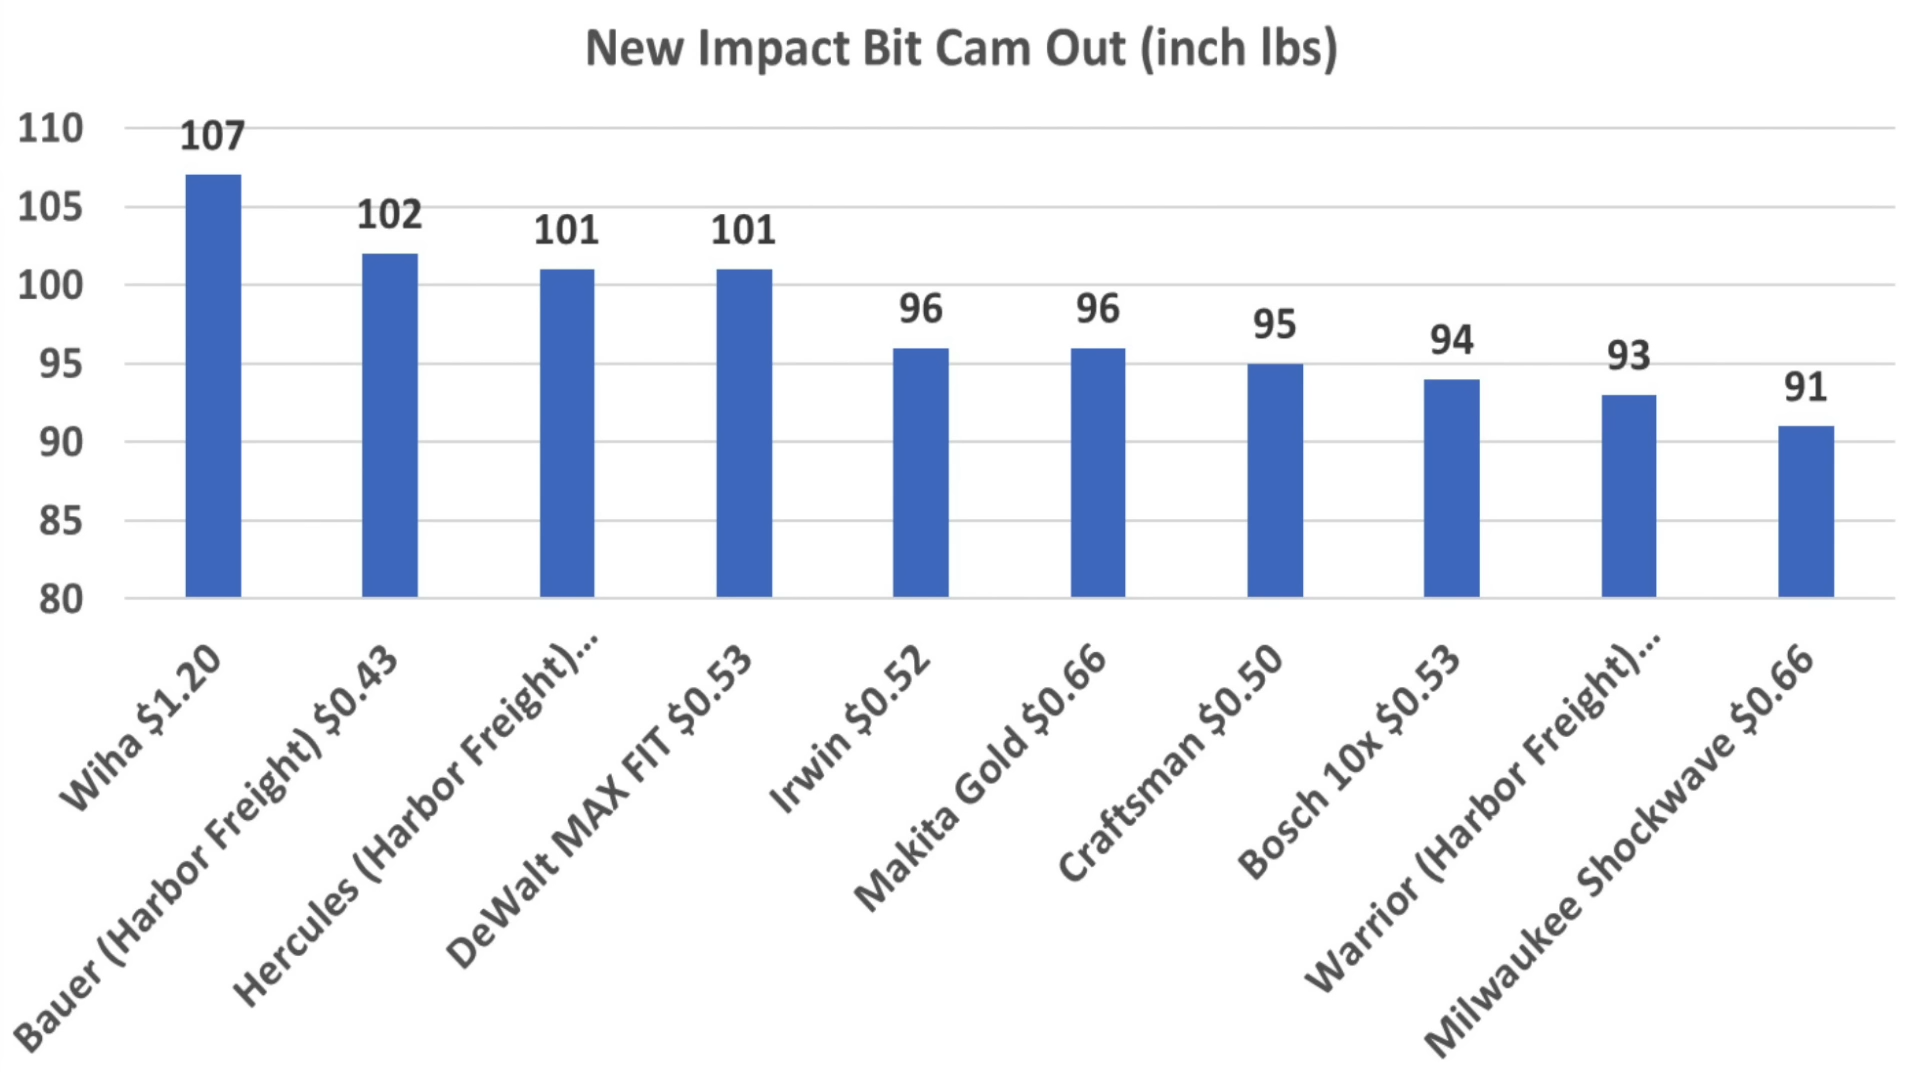 New Impact Bit Cam Out (inch lbs)
110
105
100
95
90
85
80
107
102
101
101
96
96
95
94
93
91
Wiha $1.20
Bauer (Harbor Freight) $0.43
Hercules (Harbor Freight)...
DeWalt MAX FIT $0.53
Irwin $0.52
Makita Gold $0.66
Craftsman $0.50
Bosch 10x $0.53
Warrior (Harbor Freight)...
Milwaukee Shockwave $0.66